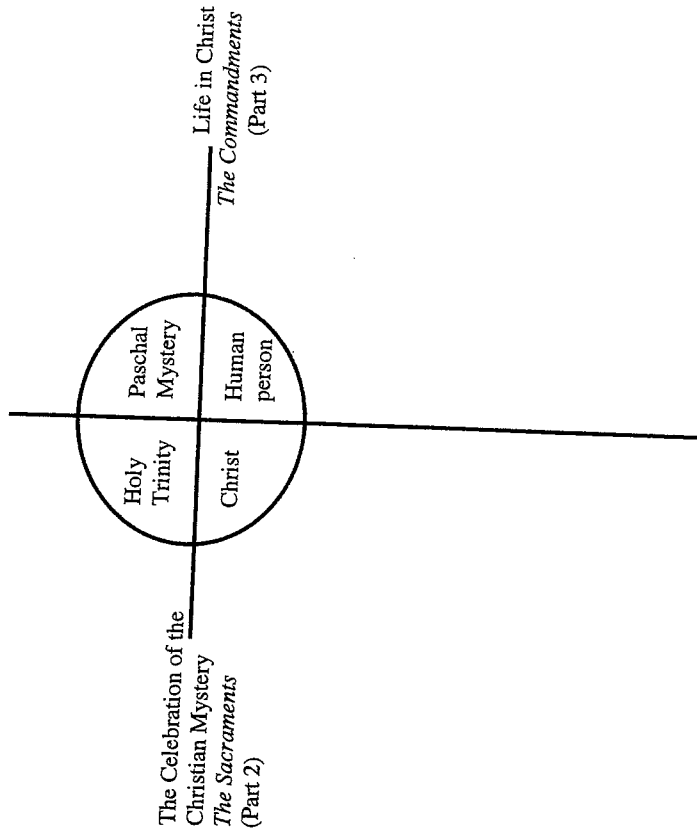 The Celebration of the
Christian Mystery
The Sacraments
(Part 2)
Holy
Trinity
Paschal
Mystery
Christ
Human
person
Life in Christ
The Commandments
(Part 3)